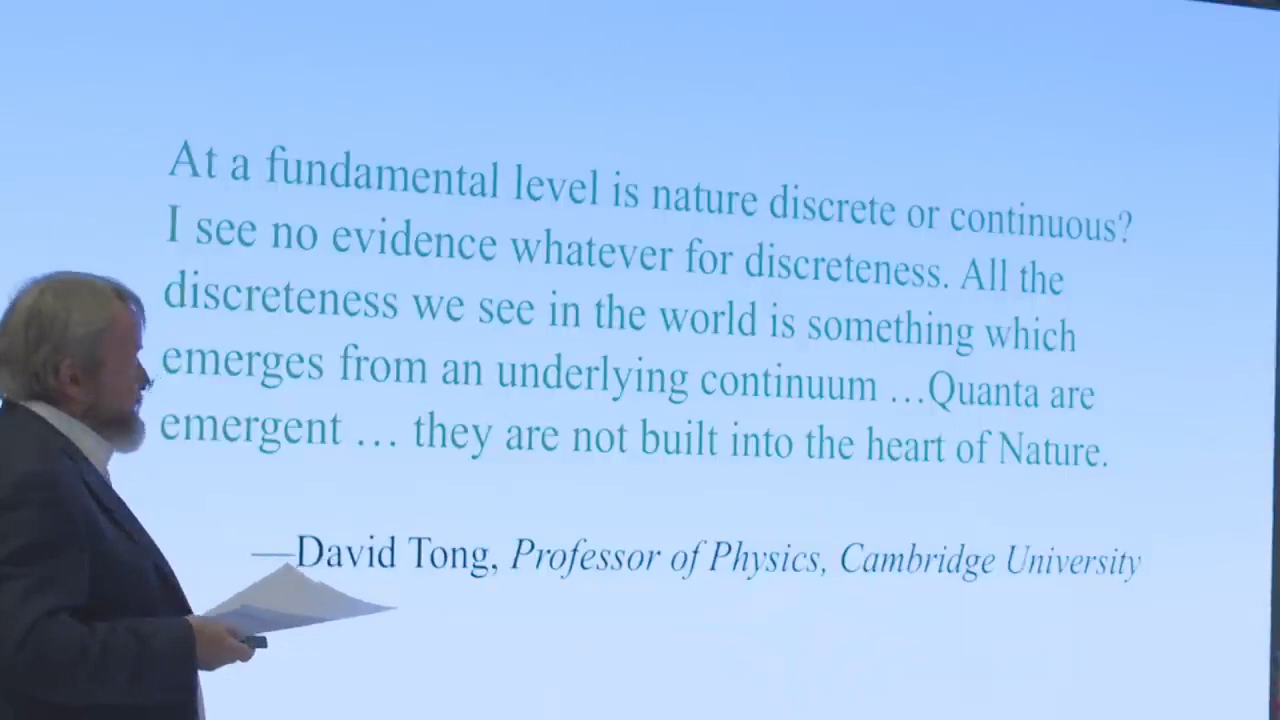 At a fundamental level is nature discrete or continuous?
I see no evidence whatever for discreteness. All the
discreteness we see in the world is something which
emerges from an underlying continuum …Quanta are
emergent … they are not built into the heart of Nature.
—David Tong, Professor of Physics, Cambridge University